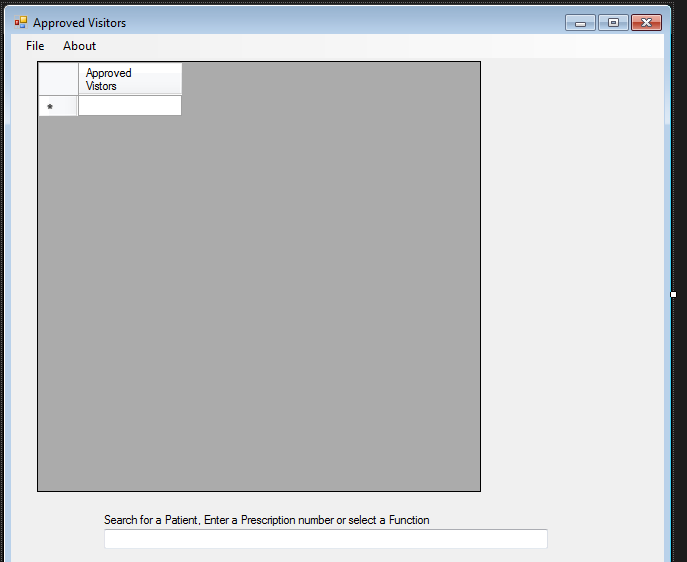 Approved Visitors
File About
Approved
Vistors
*
Search for a Patient, Enter a Prescription number or select a Function